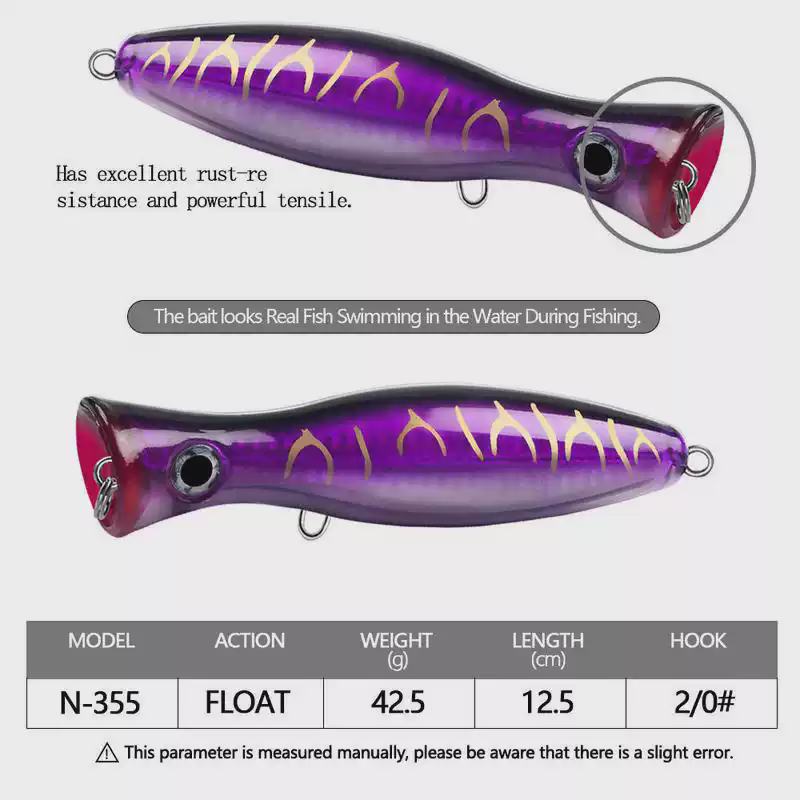 Has excellent rust-re
sistance and powerful tensile.
The bait looks Real Fish Swimming in the Water During Fishing.
MODEL ACTION WEIGHT (g) LENGTH (cm) HOOK
N-355 FLOAT 42.5 12.5 2/0#
This parameter is measured manually, please be aware that there is a slight error.